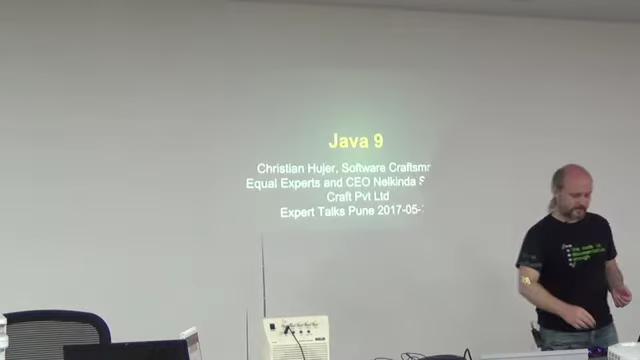 Java 9
Christian Hujer, Software Craftsm
Equal Experts and CEO Nelkinda S
Craft Pvt Ltd
Expert Talks Pune 2017-05-